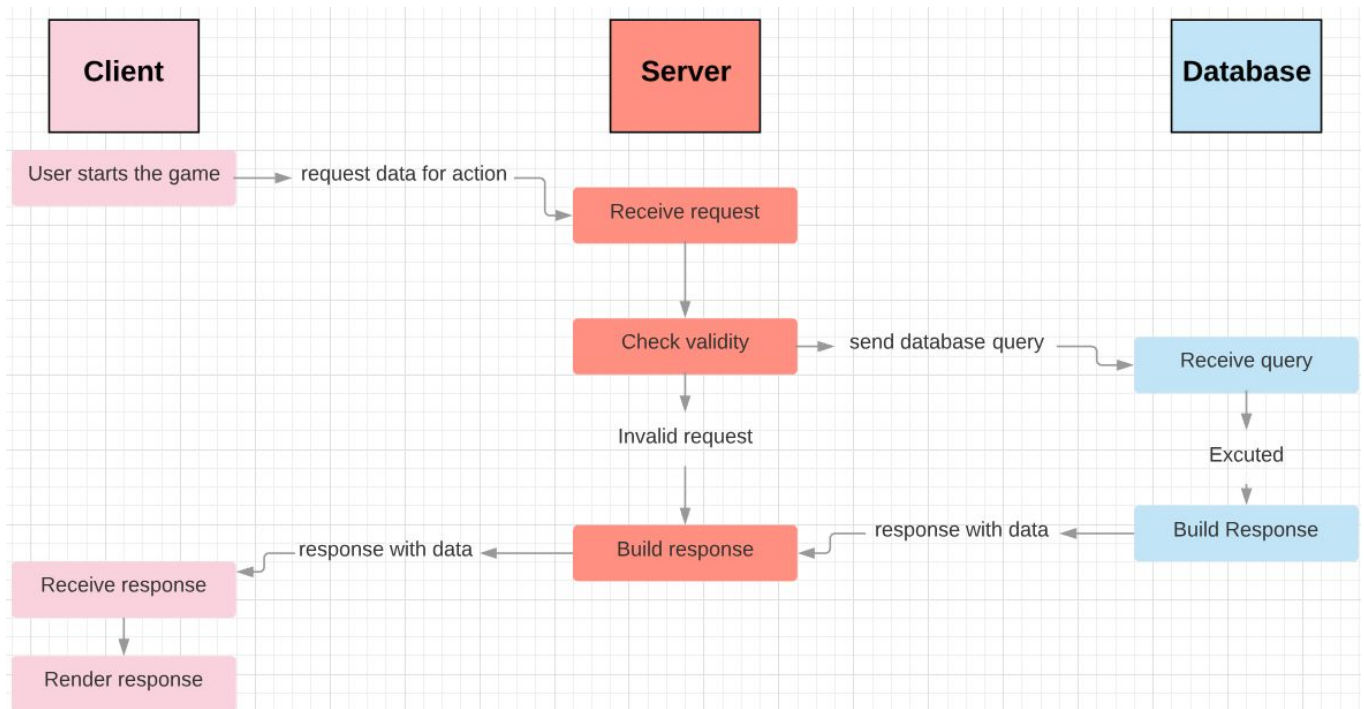 Client
Server
Database
User starts the game
request data for action
Receive request
Check validity
send database query
Receive query
Invalid request
Excuted
response with data
Build Response
response with data
Build response
Receive response
Render response